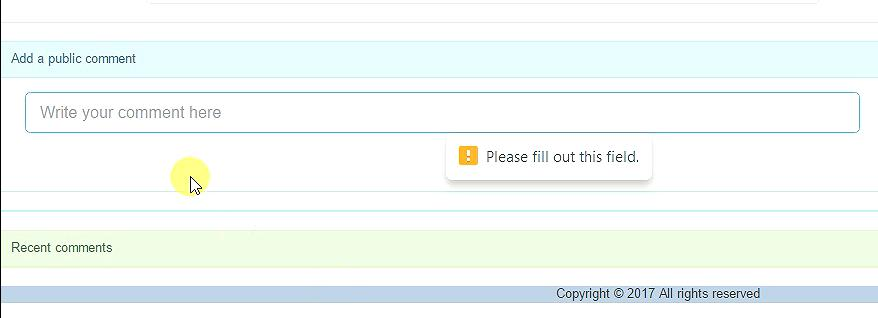 Add a public comment
Write your comment here
Please fill out this field.
Recent comments
Copyright © 2017 All rights reserved